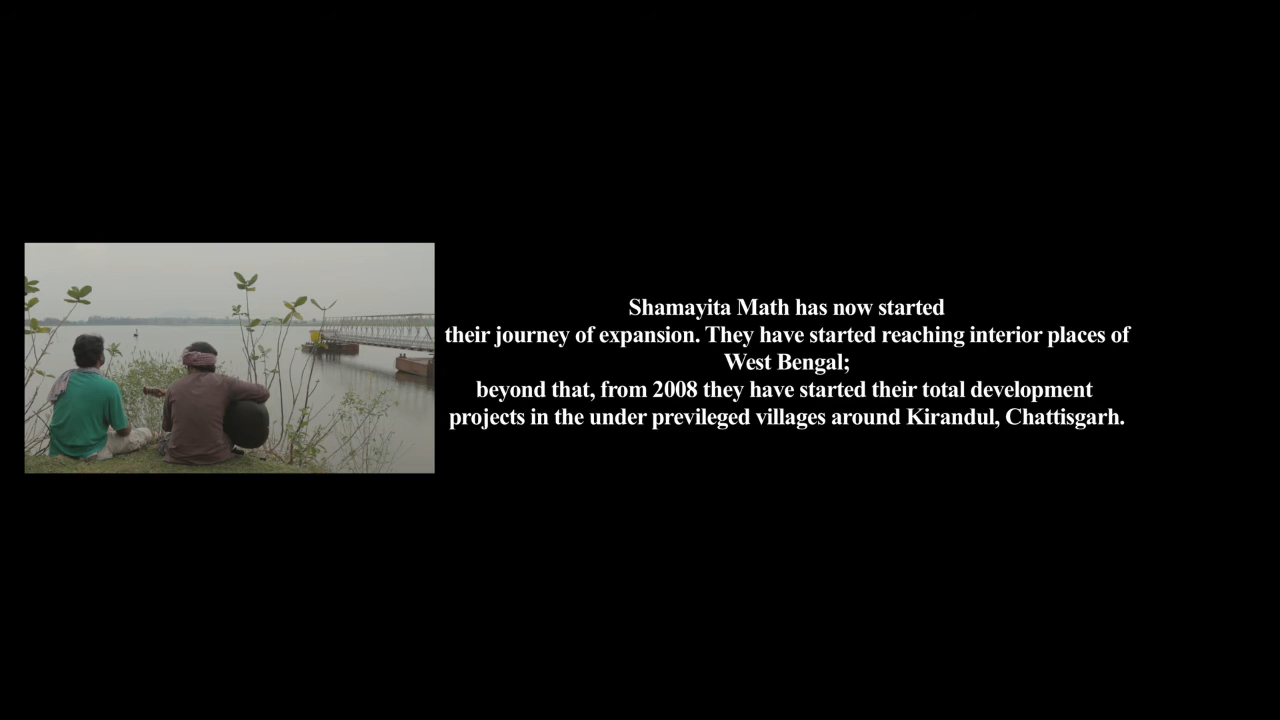 Shamayita Math has now started
their journey of expansion. They have started reaching interior places of
West Bengal;
beyond that, from 2008 they have started their total development
projects in the under previleged villages around Kirandul, Chattisgarh.